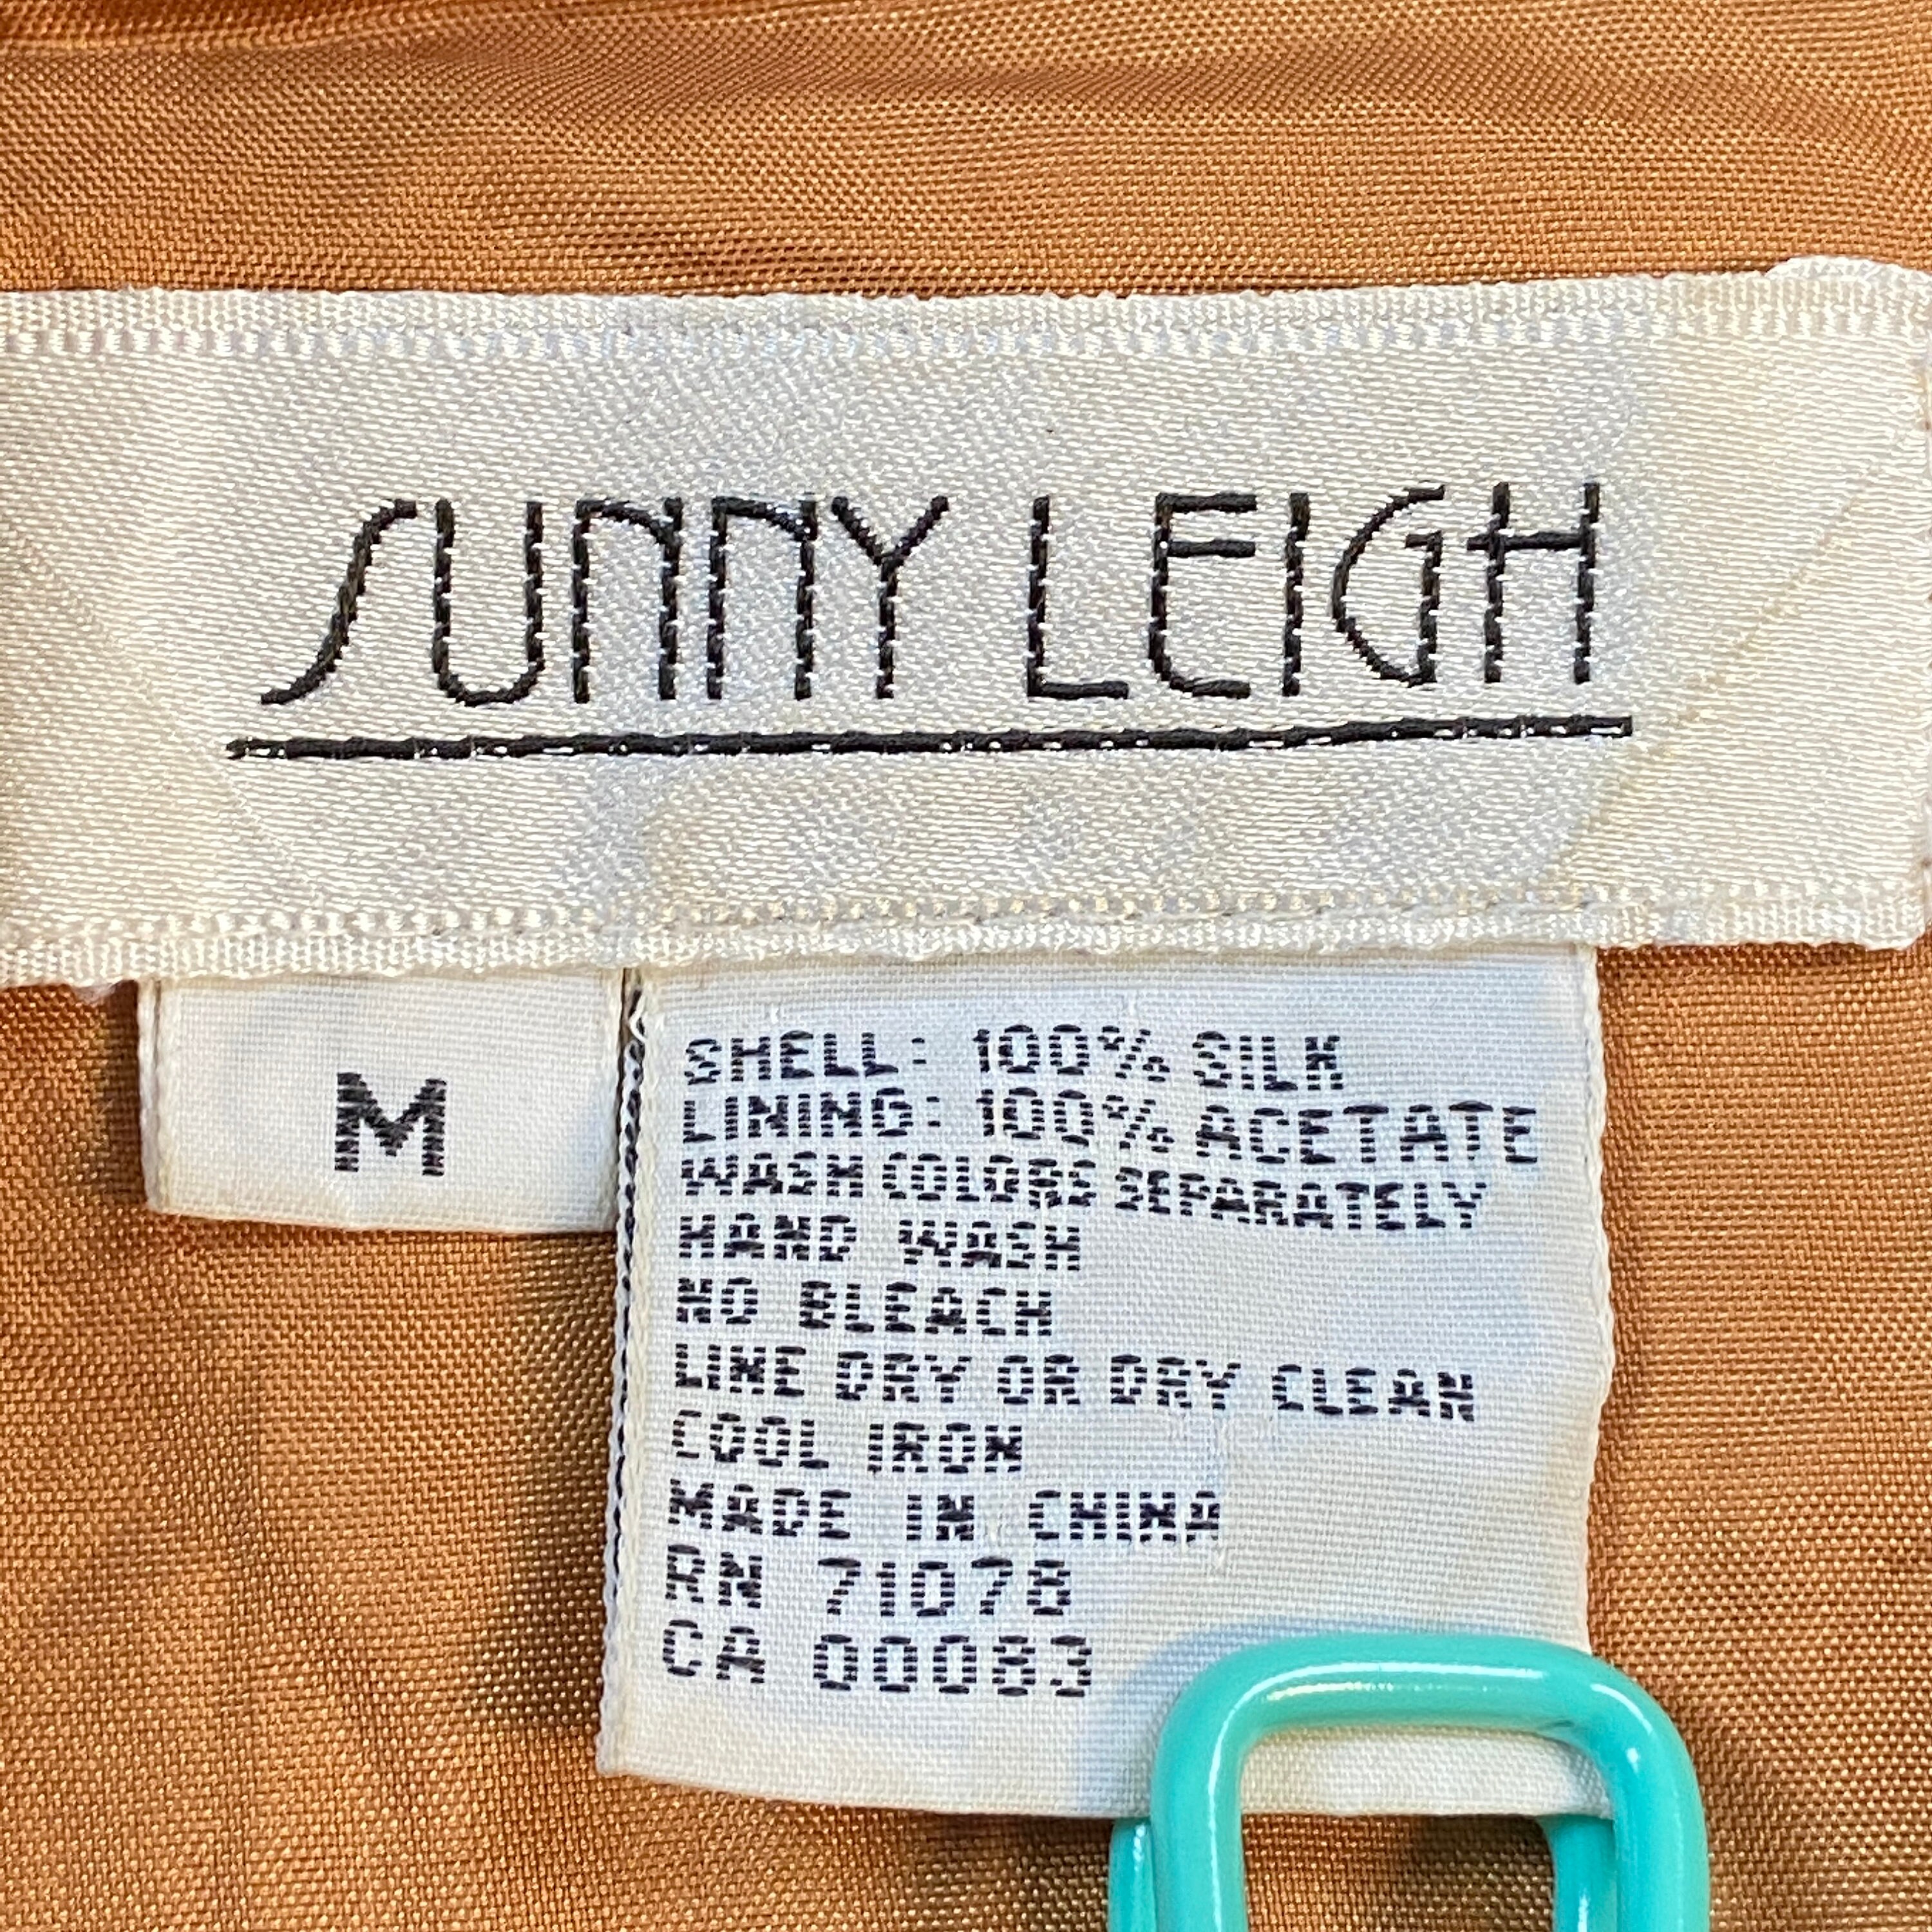 SUNNY LEIGH
M
SHELL: 100% SILK
LINING: 100% ACETATE
WASH COLORS SEPARATELY
HAND WASH
NO BLEACH
LINE DRY OR DRY CLEAN
COOL IRON
MADE IN CHINA
RN 71078
CA 00083